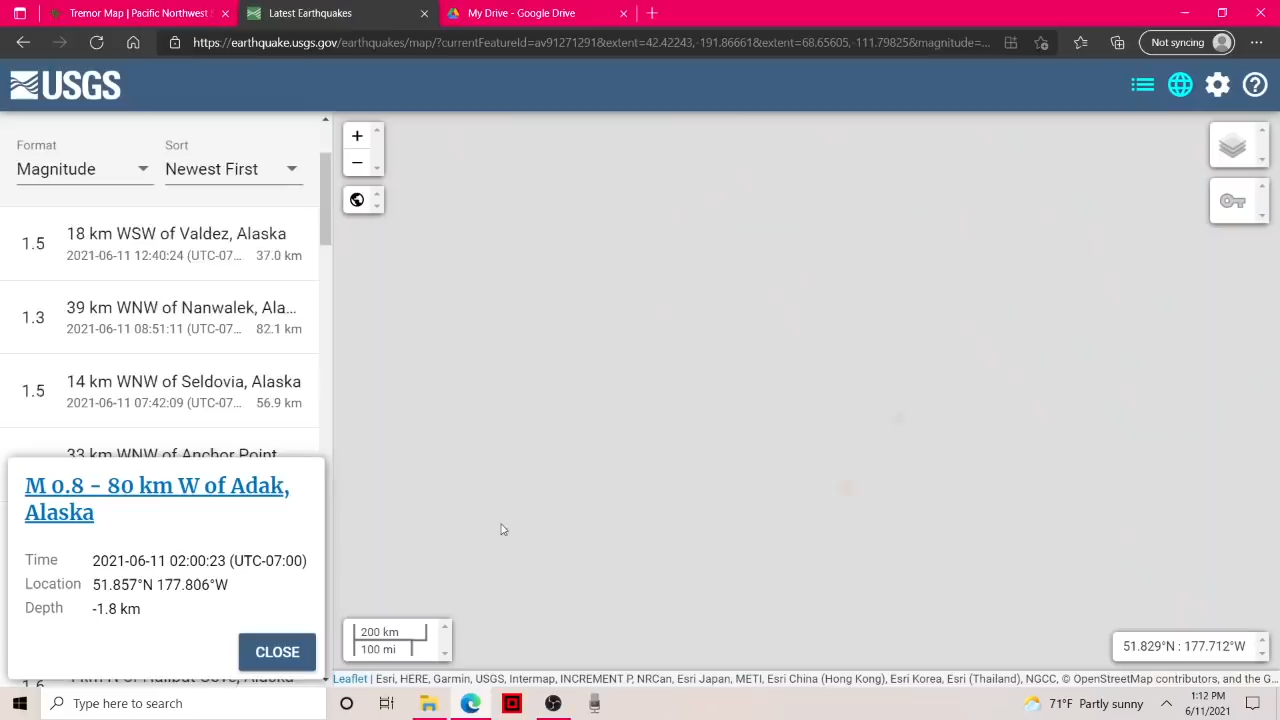 Tremor Map | Pacific Northwest S
Latest Earthquakes
My Drive - Google Drive
https://earthquake.usgs.gov/earthquakes/map/?currentFeatureId=av91271291&extent=42.42243,-191.86661&extent=68.65605,-111.79825&magnitude=...
Not syncing
USGS
Format
Sort
Magnitude
Newest First
1.5
18 km WSW of Valdez, Alaska
2021-06-11 12:40:24 (UTC-07... 37.0 km
1.3
39 km WNW of Nanwalek, Ala...
2021-06-11 08:51:11 (UTC-07... 82.1 km
1.5
14 km WNW of Seldovia, Alaska
2021-06-11 07:42:09 (UTC-07... 56.9 km
33 km WNW of Anchor Point,
M 0.8 - 80 km W of Adak,
Alaska
Time 2021-06-11 02:00:23 (UTC-07:00)
Location 51.857°N 177.806°W
Depth -1.8 km
CLOSE
1.6
N of Halibut Cove, Alaska
+
−
200 km
100 mi
51.829°N : 177.712°W
Leaflet | Esri, HERE, Garmin, USGS, Intermap, INCREMENT P, NRCan, Esri Japan, METI, Esri China (Hong Kong), Esri Korea, Esri (Thailand), NGCC, © OpenStreetMap contributors, and the G
Type here to search
71°F Partly sunny
1:12 PM
6/11/2021